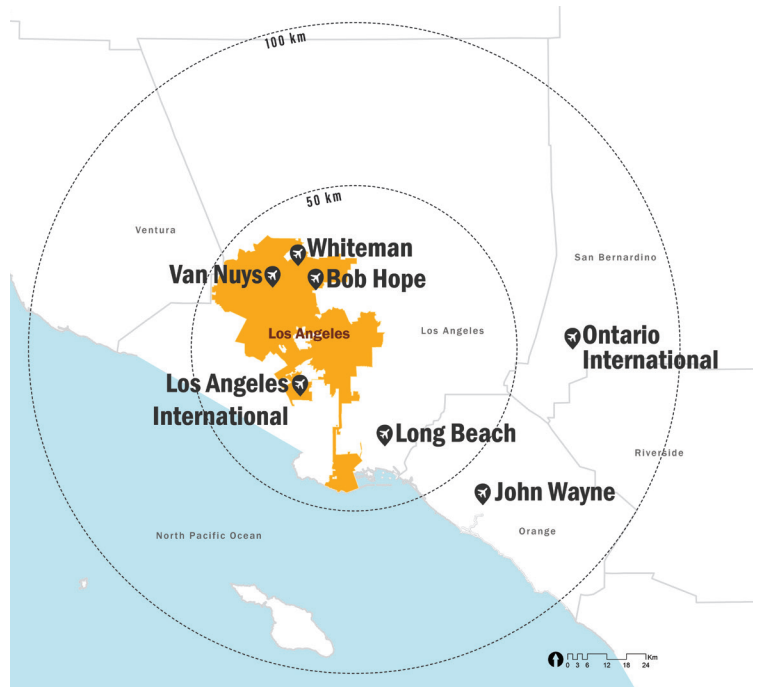 100 km
50 km
Ventura
Whiteman
San Bernardino
Van Nuys
Bob Hope
Los Angeles
Los Angeles
Ontario
International
Los Angeles
International
Long Beach
Riverside
John Wayne
North Pacific Ocean
Orange
Km
0 3 6 12 18 24